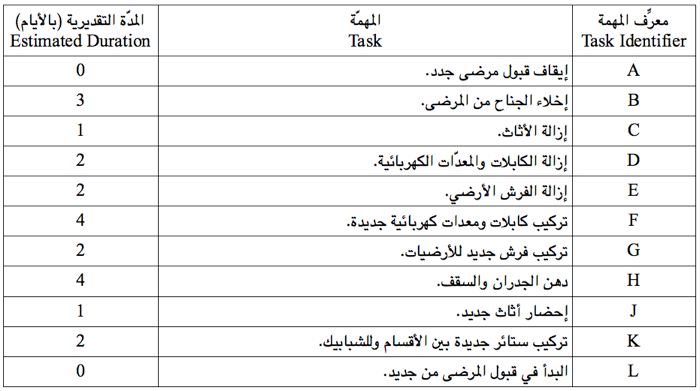 معرِّف المهمة المهمّة المدّة التقديرية (بالأيام)
Task Identifier Task Estimated Duration
A إيقاف قبول مرضى جدد. 0
B إخلاء الجناح من المرضى. 3
C إزالة الأثاث. 1
D إزالة الكابلات والمعدّات الكهربائية. 2
E إزالة الفرش الأرضي. 2
F تركيب كابلات ومعدات كهربائية جديدة. 4
G تركيب فرش جديد للأرضيات. 2
H دهن الجدران والسقف. 4
J إحضار أثاث جديد. 1
K تركيب ستائر جديدة بين الأقسام وللشبابيك. 2
L البدأ في قبول المرضى من جديد. 0